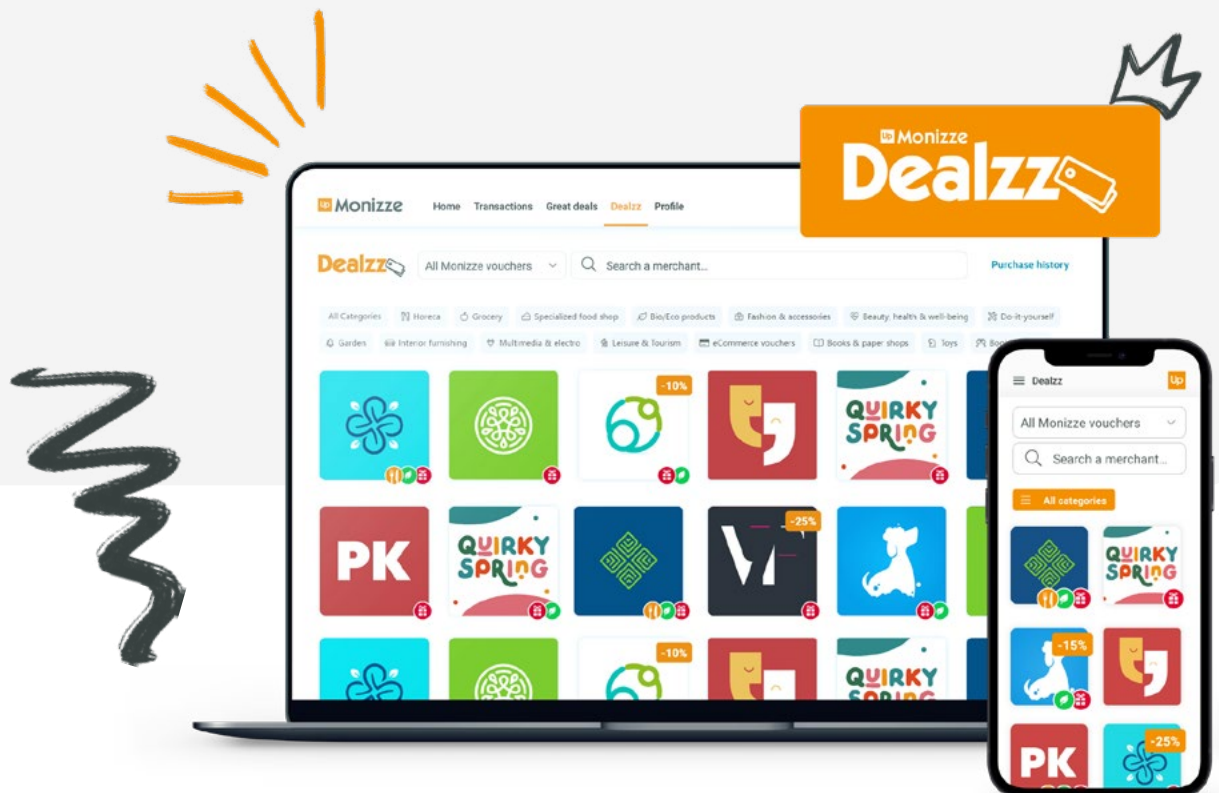 Up Monizze
Dealzz
Up Monizze Home Transactions Great deals Dealzz Profile
Dealzz All Monizze vouchers Search a merchant... Purchase history
All Categories Horeca Grocery Specialized food shop Bio/Eco products Fashion & accessories Beauty, health & well-being Do-it-yourself
Garden Interior furnishing Multimedia & electro Leisure & Tourism eCommerce vouchers Books & paper shops Toys
-10%
QUIRKY
SPRING
PK
QUIRKY
SPRING
-25%
-10%
QUIRKY
SPRING
Dealzz Up
All Monizze vouchers
Search a merchant...
All categories
QUIRKY
SPRING
-15%
PK
-25%